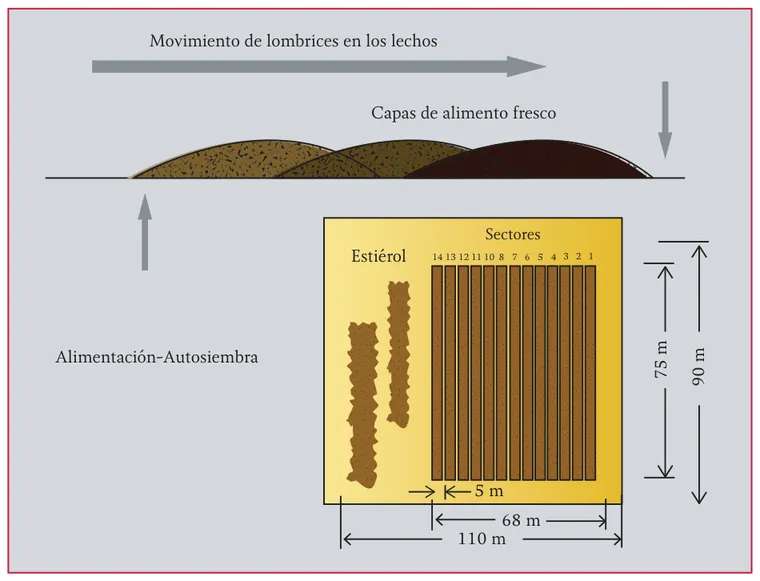 Movimiento de lombrices en los lechos
Capas de alimento fresco
Sectores
Estiérol
14 13 12 11 10 8 7 6 5 4 3 2 1
Alimentación-Autosiembra
75 m
90 m
5 m
68 m
110 m